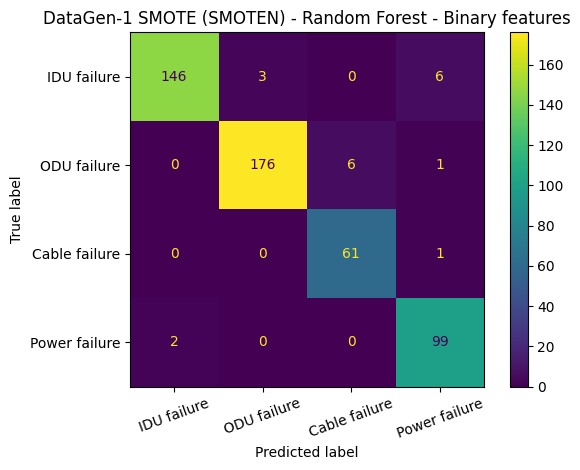 DataGen-1 SMOTE (SMOTEN) - Random Forest - Binary features
IDU failure 146 3 0 6
ODU failure 0 176 6 1
Cable failure 0 0 61 1
Power failure 2 0 0 99
IDU failure ODU failure Cable failure Power failure
Predicted label
True label
160
140
120
100
80
60
40
20
0